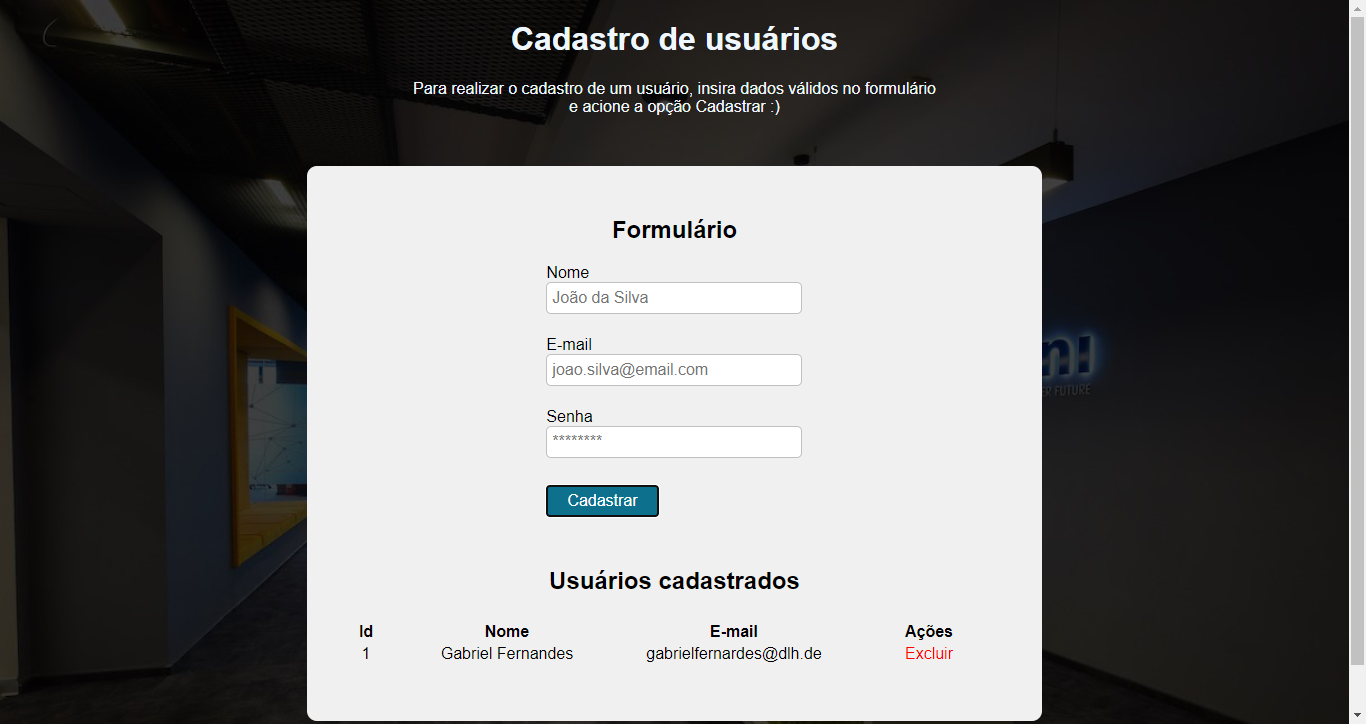 Cadastro de usuários
Para realizar o cadastro de um usuário, insira dados válidos no formulário
e acione a opção Cadastrar :)
Formulário
Nome
João da Silva
E-mail
joao.silva@email.com
Senha
********
Cadastrar
Usuários cadastrados
Id Nome E-mail Ações
1 Gabriel Fernandes gabrielfernardes@dlh.de Excluir
FUTURE